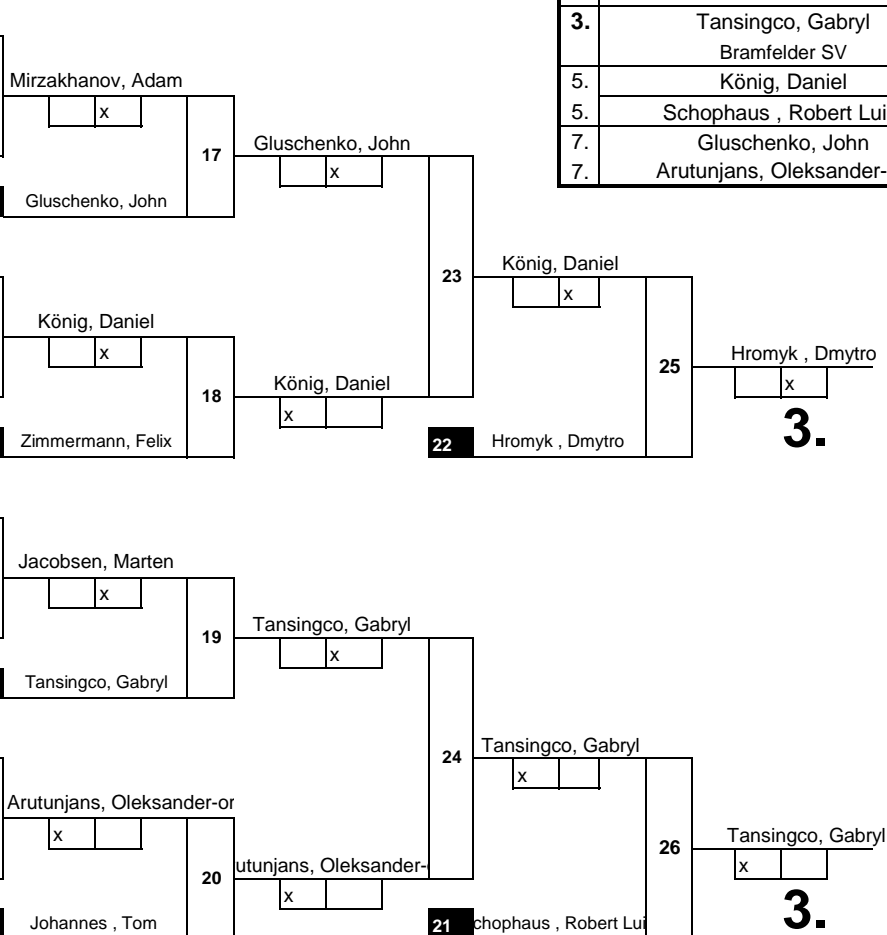 3. Tansingco, Gabryl
Bramfelder SV
5. König, Daniel
5. Schophaus , Robert Lui
7. Gluschenko, John
7. Arutunjans, Oleksander-
Mirzakhanov, Adam
x
17
Gluschenko, John
x
Gluschenko, John
23
König, Daniel
x
König, Daniel
x
18
König, Daniel
x
Zimmermann, Felix
25
Hromyk , Dmytro
x
3.
22 Hromyk , Dmytro
Jacobsen, Marten
x
19
Tansingco, Gabryl
x
Tansingco, Gabryl
24
Tansingco, Gabryl
x
Arutunjans, Oleksander-or
x
20
utunjans, Oleksander-
x
Johannes , Tom
26
Tansingco, Gabryl
x
3.
21 chophaus , Robert Lui